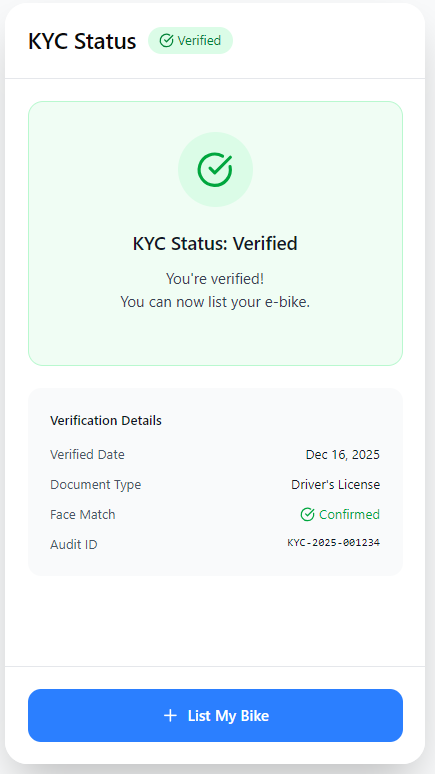 KYC Status Verified
KYC Status: Verified
You're verified!
You can now list your e-bike.
Verification Details
Verified Date Dec 16, 2025
Document Type Driver's License
Face Match Confirmed
Audit ID KYC-2025-001234
List My Bike